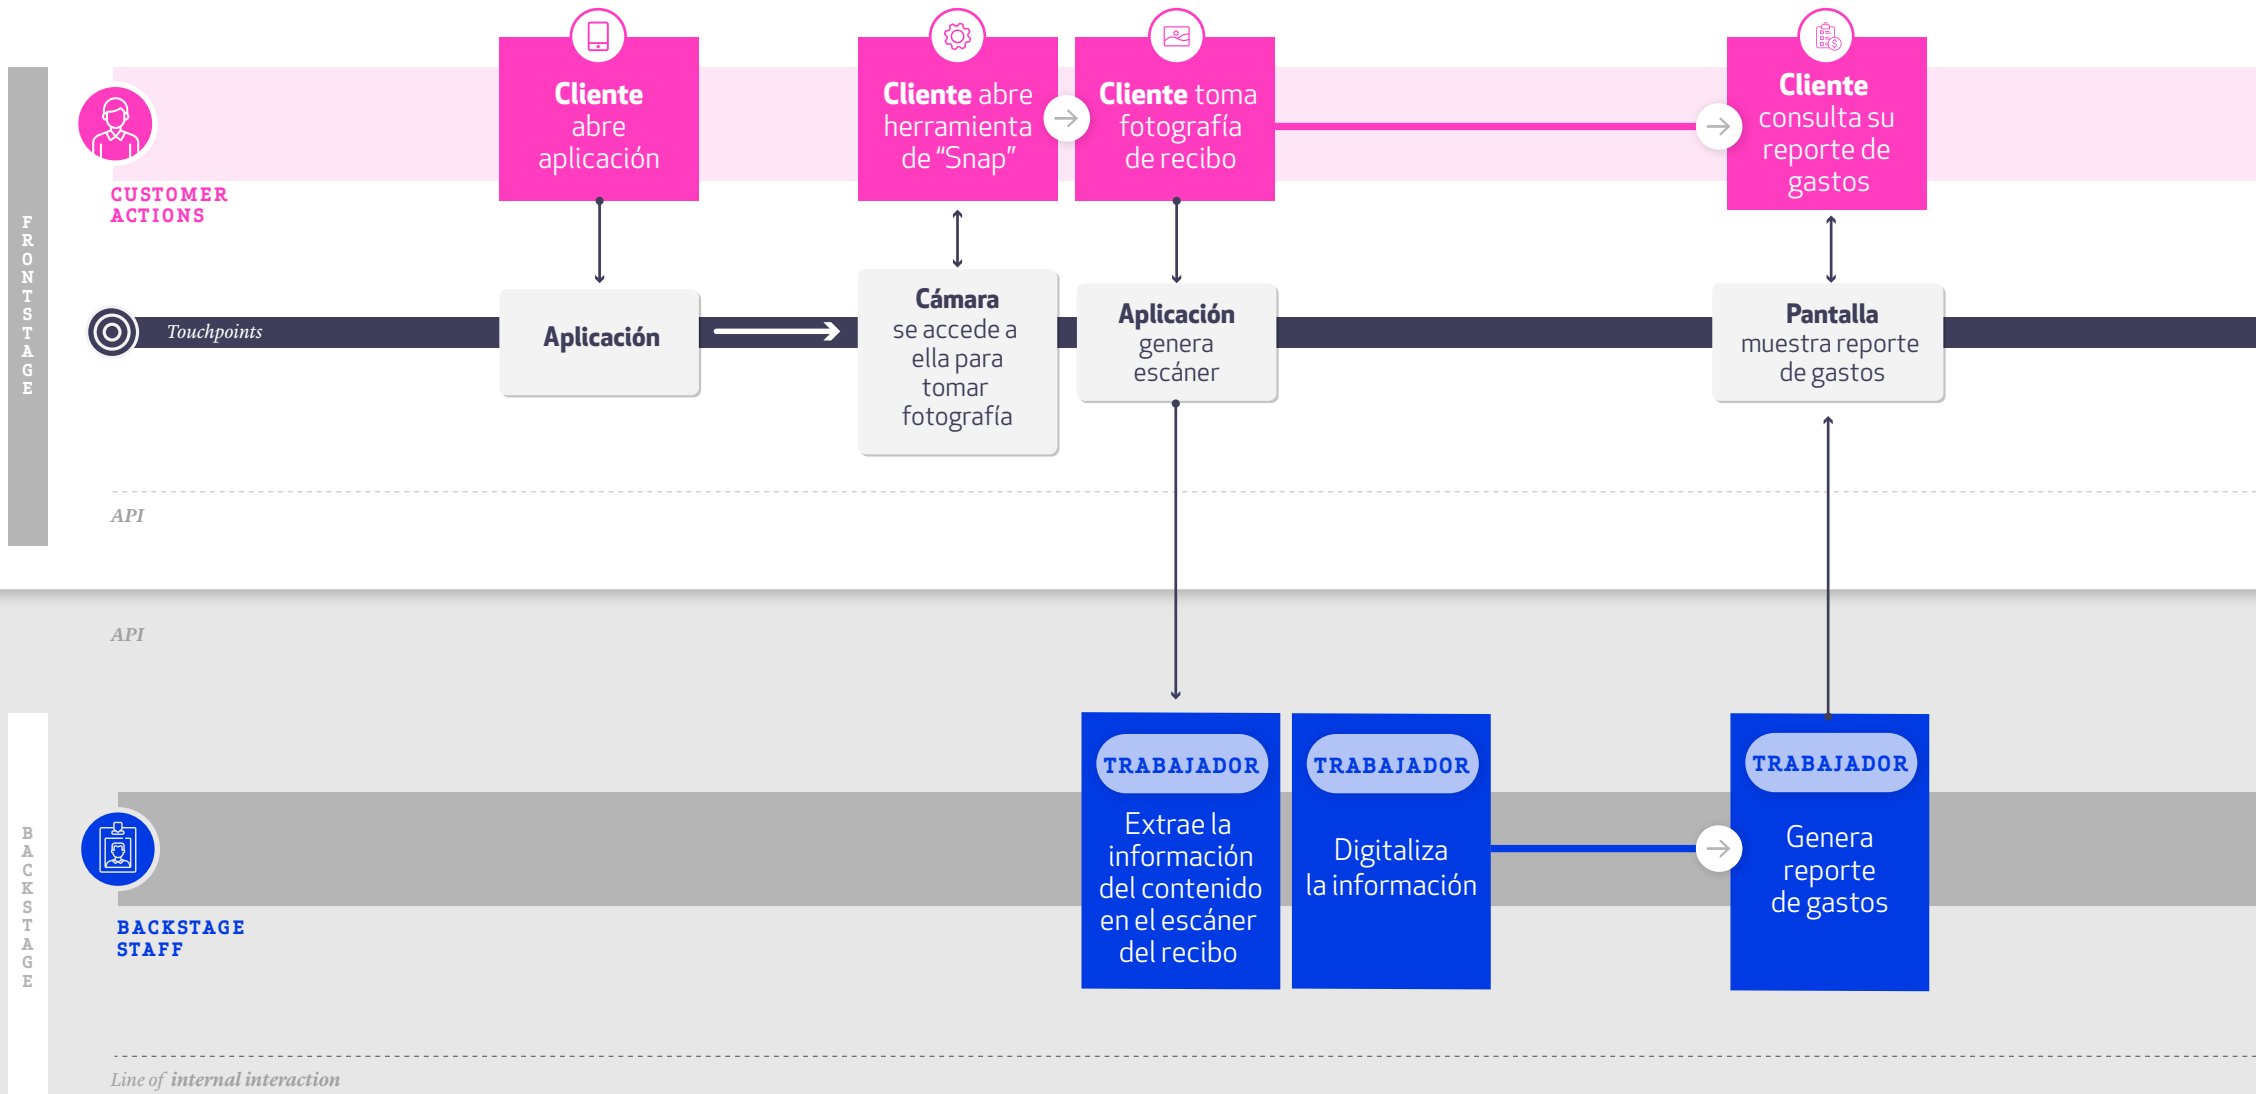 FRONTSTAGE
CUSTOMER
ACTIONS
Cliente
abre
aplicación
Cliente abre
herramienta
de “Snap”
Cliente toma
fotografía
de recibo
Cliente
consulta su
reporte de
gastos
Touchpoints
Aplicación
Cámara
se accede a
ella para
tomar
fotografía
Aplicación
genera
escáner
Pantalla
muestra reporte
de gastos
API
API
BACKSTAGE
BACKSTAGE
STAFF
TRABAJADOR
Extrae la
información
del contenido
en el escáner
del recibo
TRABAJADOR
Digitaliza
la información
TRABAJADOR
Genera
reporte
de gastos
Line of internal interaction